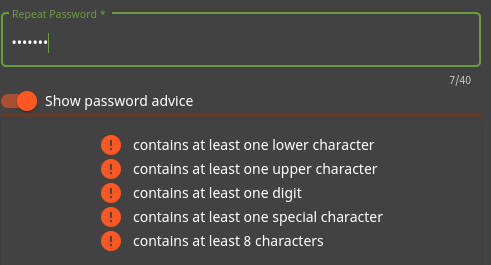 Repeat Password *
•••••••
7/40
Show password advice
! contains at least one lower character
! contains at least one upper character
! contains at least one digit
! contains at least one special character
! contains at least 8 characters